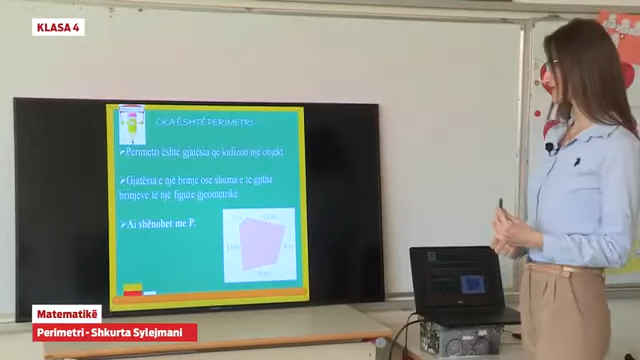 KLASA 4
ÇKA ËSHTË PERIMETRI?
➢Perimetri është gjatësia që kufizon një objekt.
➢Gjatësia e një brinje ose shuma e të gjitha
brinjëve të një figure gjeometrike.
➢Ai shënohet me P.
Matematikë
Perimetri - Shkurta Sylejmani